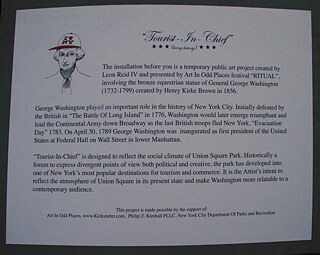 "Tourist--In-Chief"
The installation before you is a temporary public art project created by
Leon Reid IV and presented by Art In Odd Places festival "RITUAL",
involving the bronze equestrian statue of General George Washington
(1732-1799) created by Henry Kirke Brown in 1856.
George Washington played an important role in the history of New York City. Initially defeated by
the British in "The Battle Of Long Island" in 1776, Washington would later emerge triumphant and
lead the Continental Army down Broadway as the last British troops fled New York, "Evacuation
Day" 1783. On April 30, 1789 George Washington was inaugurated as first president of the United
States at Federal Hall on Wall Street in lower Manhattan.
"Tourist-In-Chief" is designed to reflect the social climate of Union Square Park. Historically a
forum to express divergent points of view both political and creative, the park has developed into
one of New York's most popular destinations for tourism and commerce. It is the Artist's intent to
reflect the atmosphere of Union Square in its present state and make Washington more relatable to a
contemporary audience.
This project is made possible by the support of:
Art In Odd Places, www.Kickstarter.com, Philip Z. Kimball PLLC, New York City Department Of Parks and Recreation